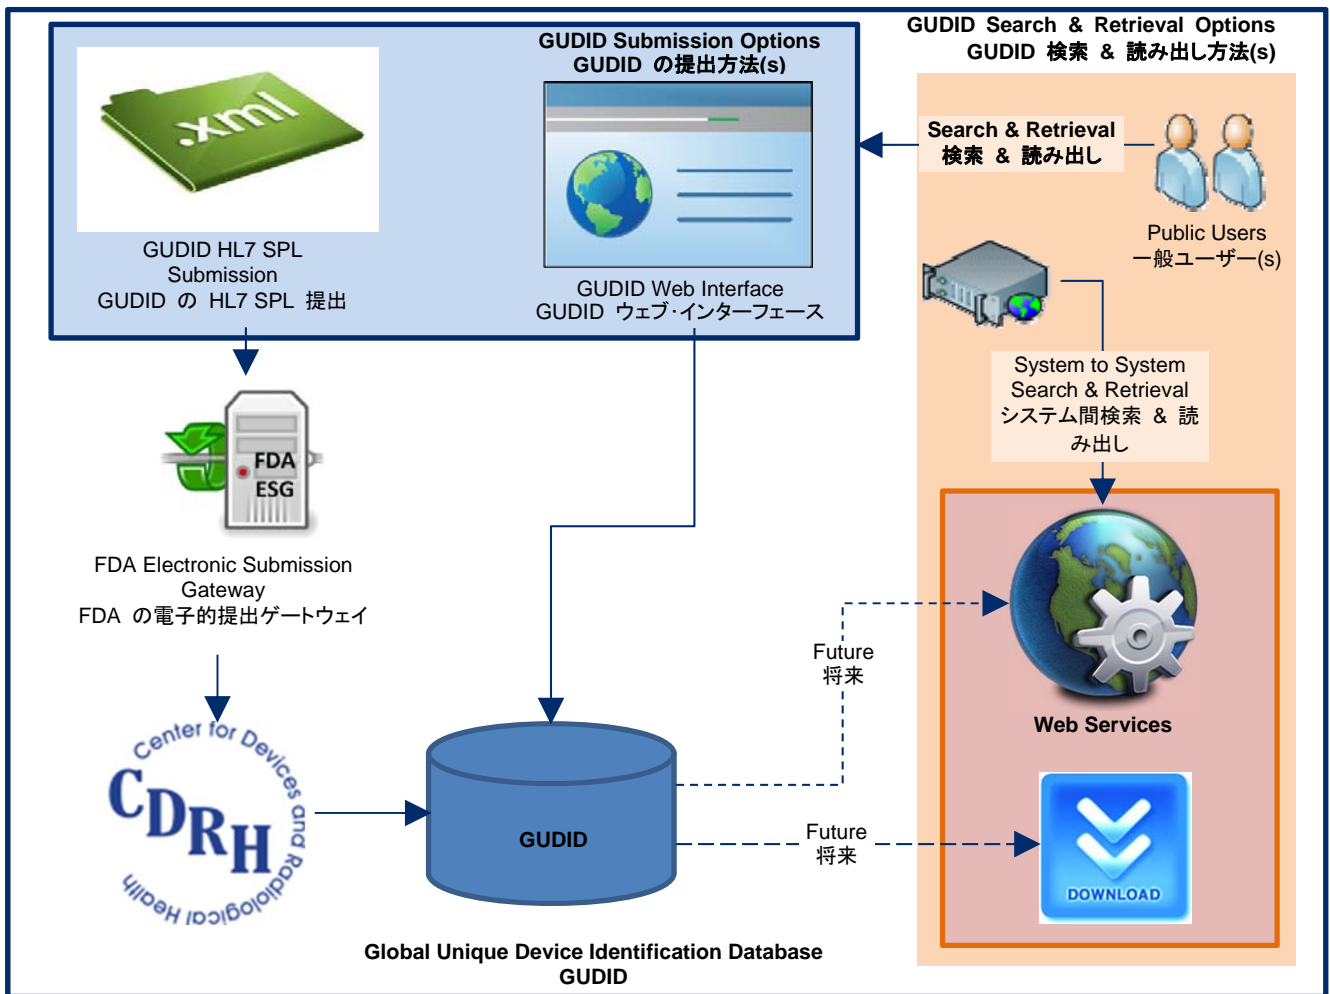 GUDID Submission Options
GUDID の提出方法(s)
GUDID Search & Retrieval Options
GUDID 検索 & 読み出し方法(s)
.xml
GUDID HL7 SPL
Submission
GUDID の HL7 SPL 提出
GUDID Web Interface
GUDID ウェブ・インターフェース
Search & Retrieval
検索 & 読み出し
Public Users
一般ユーザー(s)
System to System
Search & Retrieval
システム間検索 & 読
み出し
FDA
ESG
FDA Electronic Submission
Gateway
FDA の電子的提出ゲートウェイ
Future
将来
Web Services
Center for Devices and Radiological Health
CDRH
GUDID
Future
将来
DOWNLOAD
Global Unique Device Identification Database
GUDID